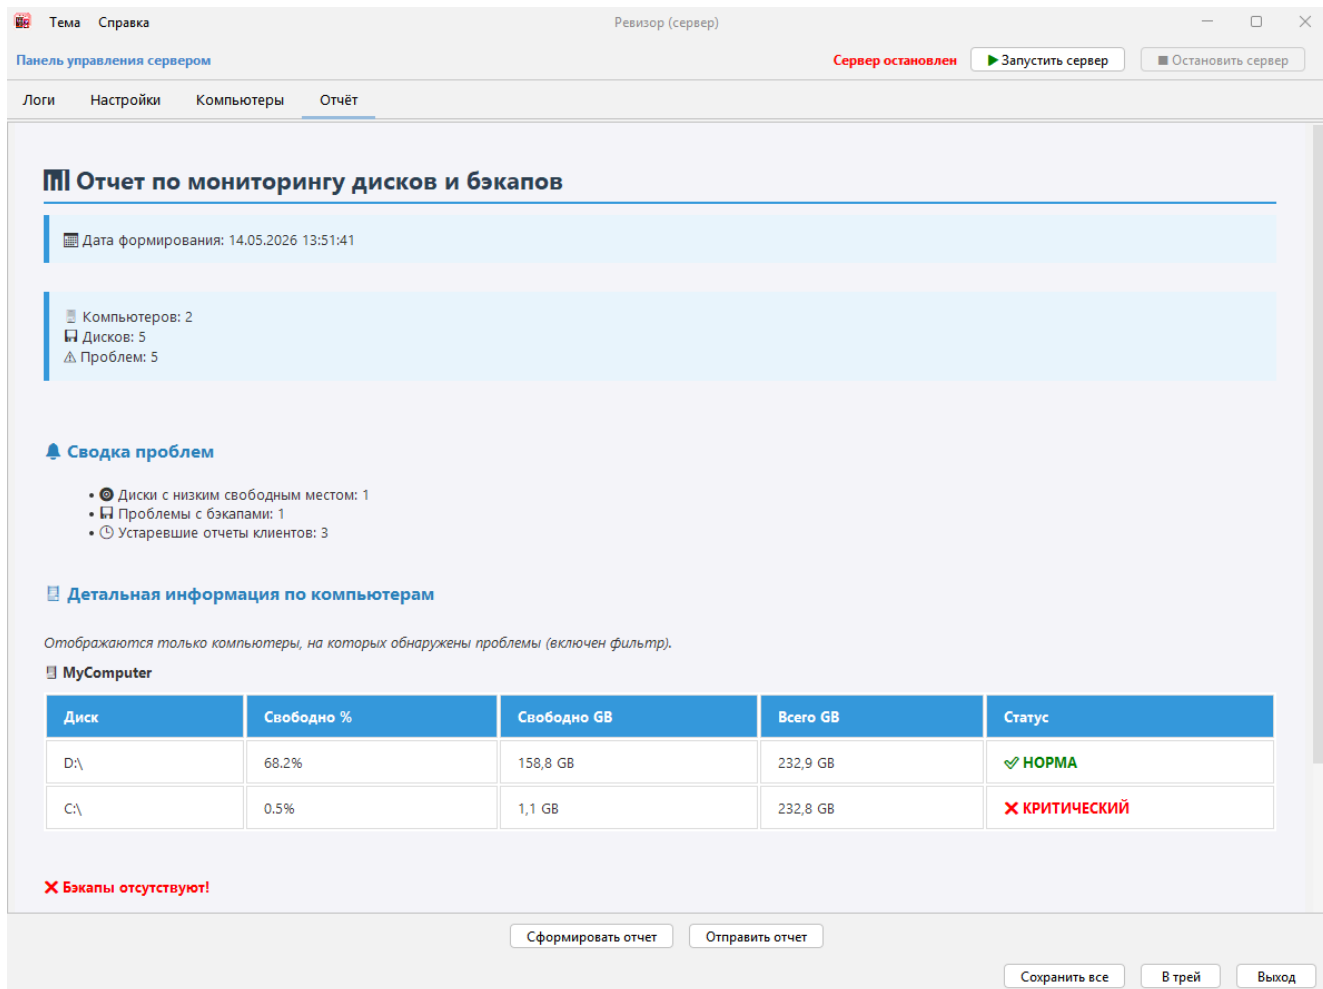 Тема Справка Ревизор (сервер)
Панель управления сервером Сервер остановлен Запустить сервер Остановить сервер
Логи Настройки Компьютеры Отчёт
Отчет по мониторингу дисков и бэкапов
Дата формирования: 14.05.2026 13:51:41
Компьютеров: 2
Дисков: 5
Проблем: 5
Сводка проблем
• Диски с низким свободным местом: 1
• Проблемы с бэкапами: 1
• Устаревшие отчеты клиентов: 3
Детальная информация по компьютерам
Отображаются только компьютеры, на которых обнаружены проблемы (включен фильтр).
MyComputer
Диск Свободно % Свободно GB Всего GB Статус
D:\ 68.2% 158,8 GB 232,9 GB НОРМА
C:\ 0.5% 1,1 GB 232,8 GB КРИТИЧЕСКИЙ
Бэкапы отсутствуют!
Сформировать отчет Отправить отчет
Сохранить все В трей Выход